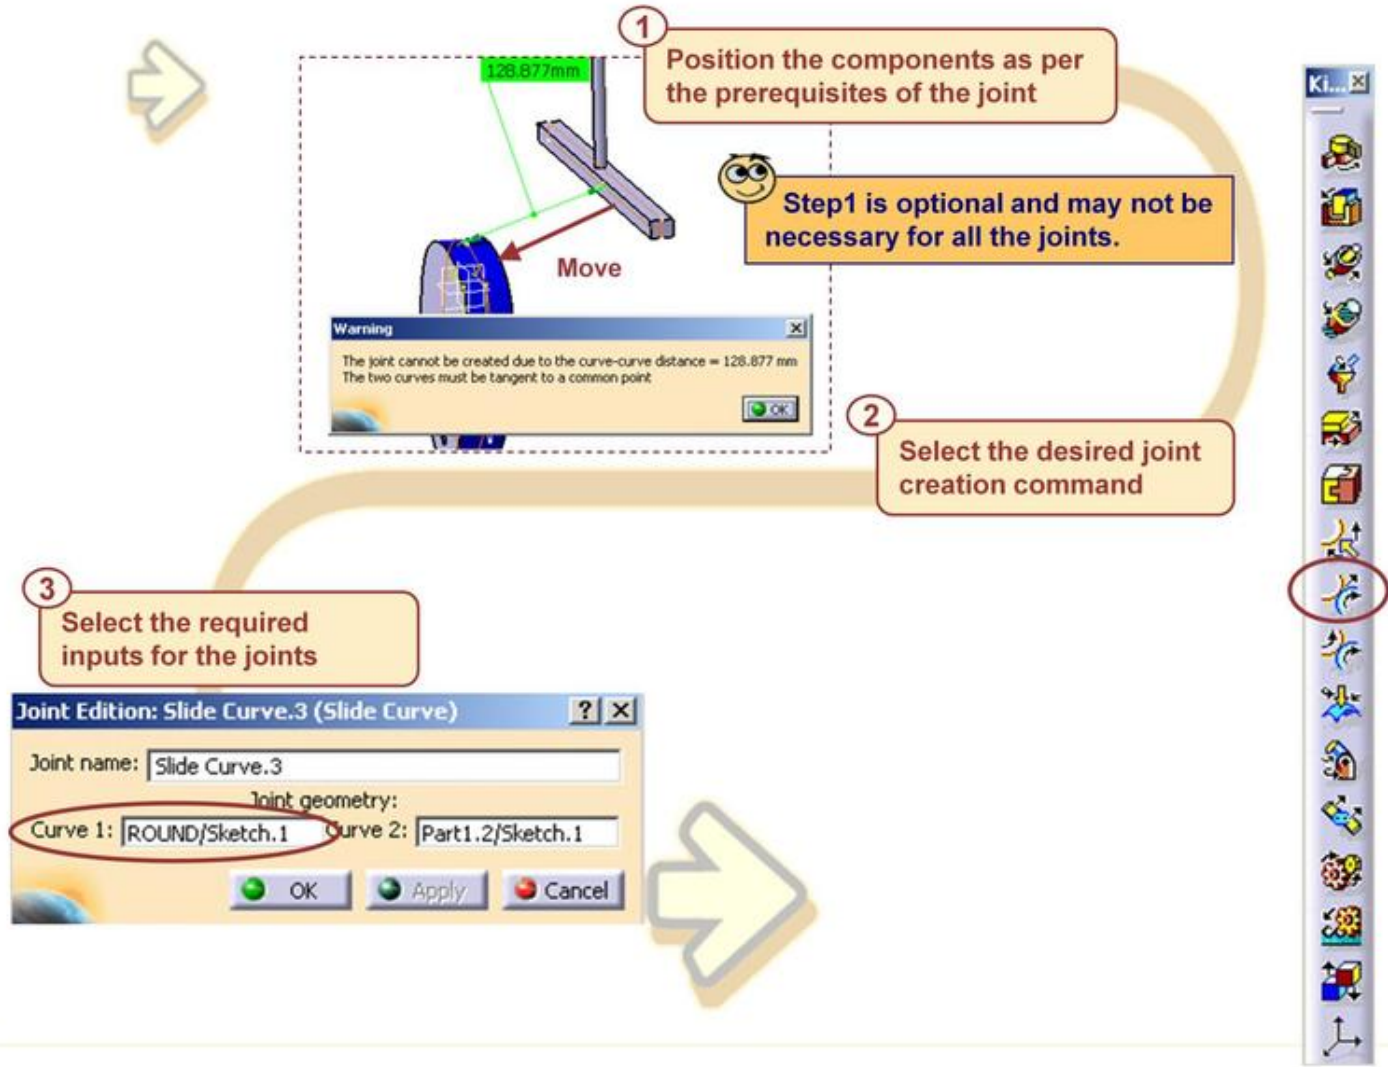 1
Position the components as per
the prerequisites of the joint
Ki...
128.877mm
Step1 is optional and may not be
necessary for all the joints.
Move
Warning
The joint cannot be created due to the curve-curve distance = 128.877 mm
The two curves must be tangent to a common point
OK
2
Select the desired joint
creation command
3
Select the required
inputs for the joints
Joint Edition: Slide Curve.3 (Slide Curve)
Joint name: Slide Curve.3
Joint geometry:
Curve 1: ROUND/Sketch.1 Curve 2: Part1.2/Sketch.1
OK Apply Cancel